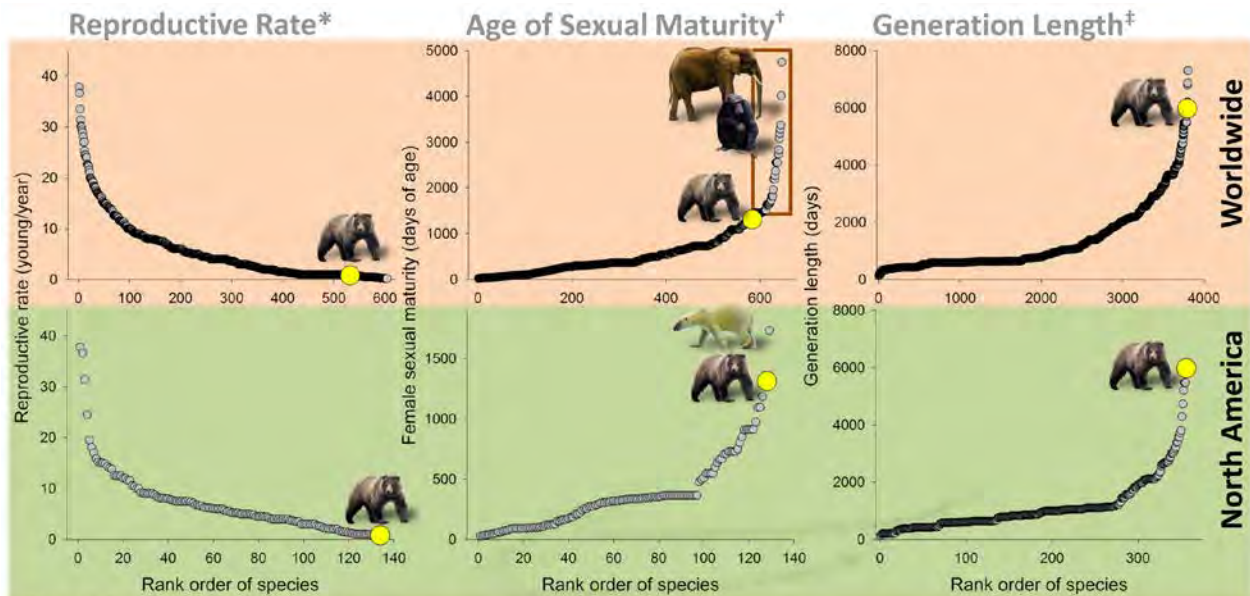 Reproductive Rate*
Age of Sexual Maturity†
Generation Length‡
Reproductive rate (young/year)
40
30
20
10
0
0 100 200 300 400 500 600
Female sexual maturity (days of age)
5000
4000
3000
2000
1000
0
0 200 400 600
Generation length (days)
8000
6000
4000
2000
0
0 1000 2000 3000 4000
Worldwide
40
30
20
10
0
0 20 40 60 80 100 120 140
Rank order of species
1500
1000
500
0
0 20 40 60 80 100 120 140
Rank order of species
8000
6000
4000
2000
0
0 100 200 300
Rank order of species
North America